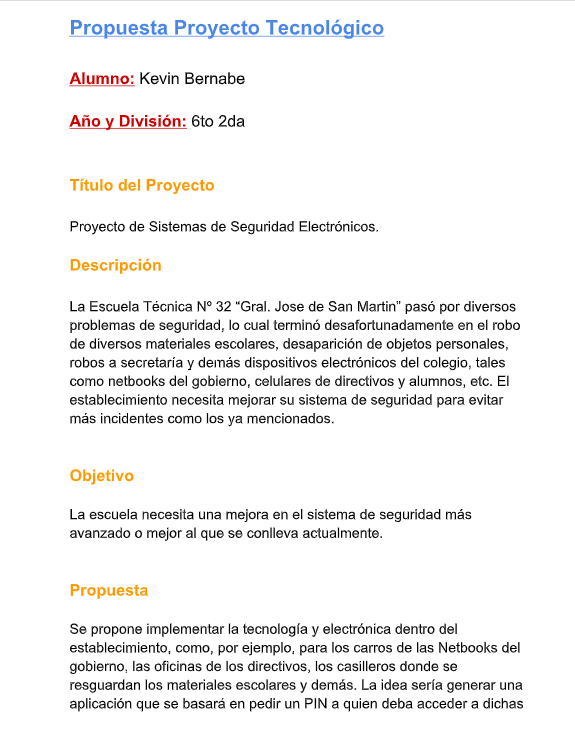 Propuesta Proyecto Tecnológico
Alumno: Kevin Bernabe
Año y División: 6to 2da
Título del Proyecto
Proyecto de Sistemas de Seguridad Electrónicos.
Descripción
La Escuela Técnica Nº 32 “Gral. Jose de San Martin” pasó por diversos
problemas de seguridad, lo cual terminó desafortunadamente en el robo
de diversos materiales escolares, desaparición de objetos personales,
robos a secretaría y demás dispositivos electrónicos del colegio, tales
como netbooks del gobierno, celulares de directivos y alumnos, etc. El
establecimiento necesita mejorar su sistema de seguridad para evitar
más incidentes como los ya mencionados.
Objetivo
La escuela necesita una mejora en el sistema de seguridad más
avanzado o mejor al que se conlleva actualmente.
Propuesta
Se propone implementar la tecnología y electrónica dentro del
establecimiento, como, por ejemplo, para los carros de las Netbooks del
gobierno, las oficinas de los directivos, los casilleros donde se
resguardan los materiales escolares y demás. La idea sería generar una
aplicación que se basará en pedir un PIN a quien deba acceder a dichas